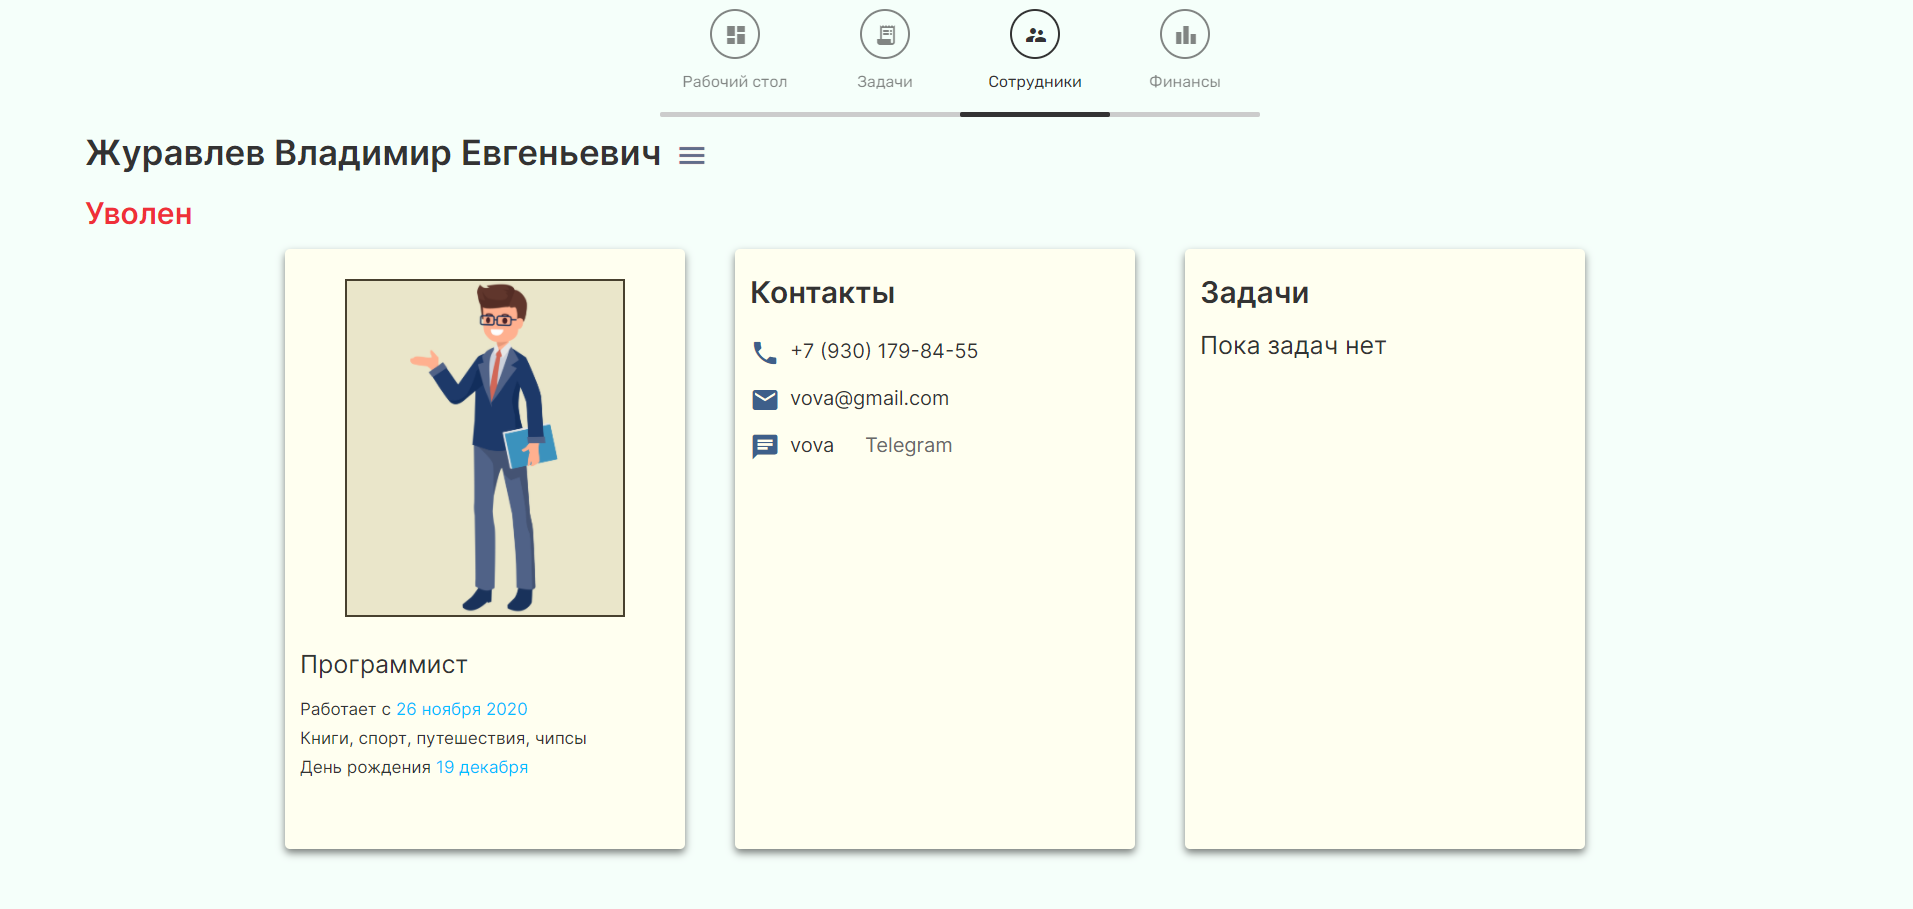 Рабочий стол
Задачи
Сотрудники
Финансы
Журавлев Владимир Евгеньевич
Уволен
Программист
Работает с 26 ноября 2020
Книги, спорт, путешествия, чипсы
День рождения 19 декабря
Контакты
+7 (930) 179-84-55
vova@gmail.com
vova Telegram
Задачи
Пока задач нет